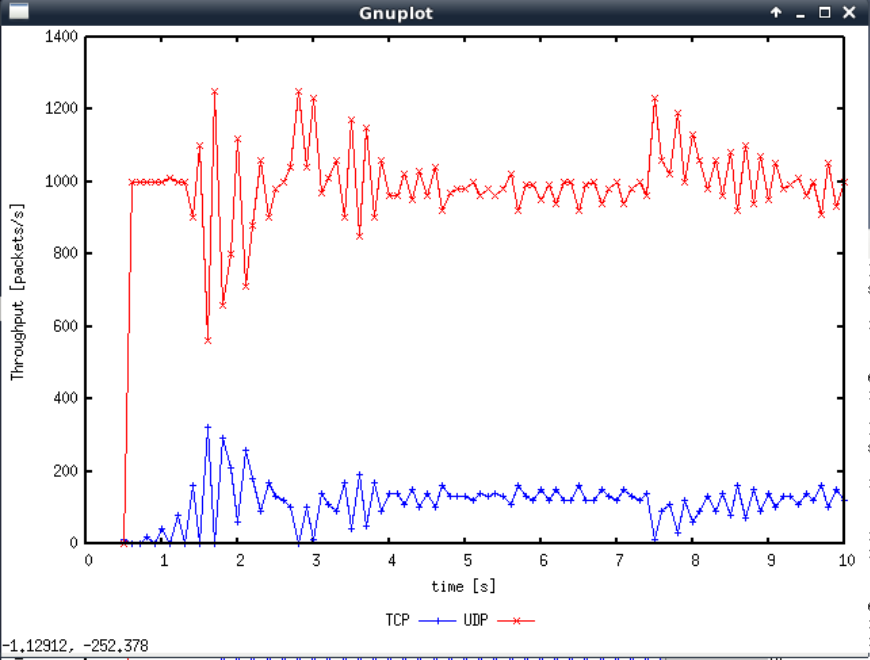 Gnuplot
1400
1200
1000
800
600
400
200
0
Throughput [packets/s]
0 1 2 3 4 5 6 7 8 9 10
time [s]
TCP UDP
-1.12912, -252.378